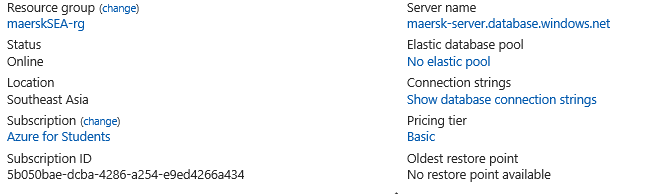 Resource group (change)
maerskSEA-rg
Status
Online
Location
Southeast Asia
Subscription (change)
Azure for Students
Subscription ID
5b050bae-dcba-4286-a254-e9ed4266a434
Server name
maersk-server.database.windows.net
Elastic database pool
No elastic pool
Connection strings
Show database connection strings
Pricing tier
Basic
Oldest restore point
No restore point available